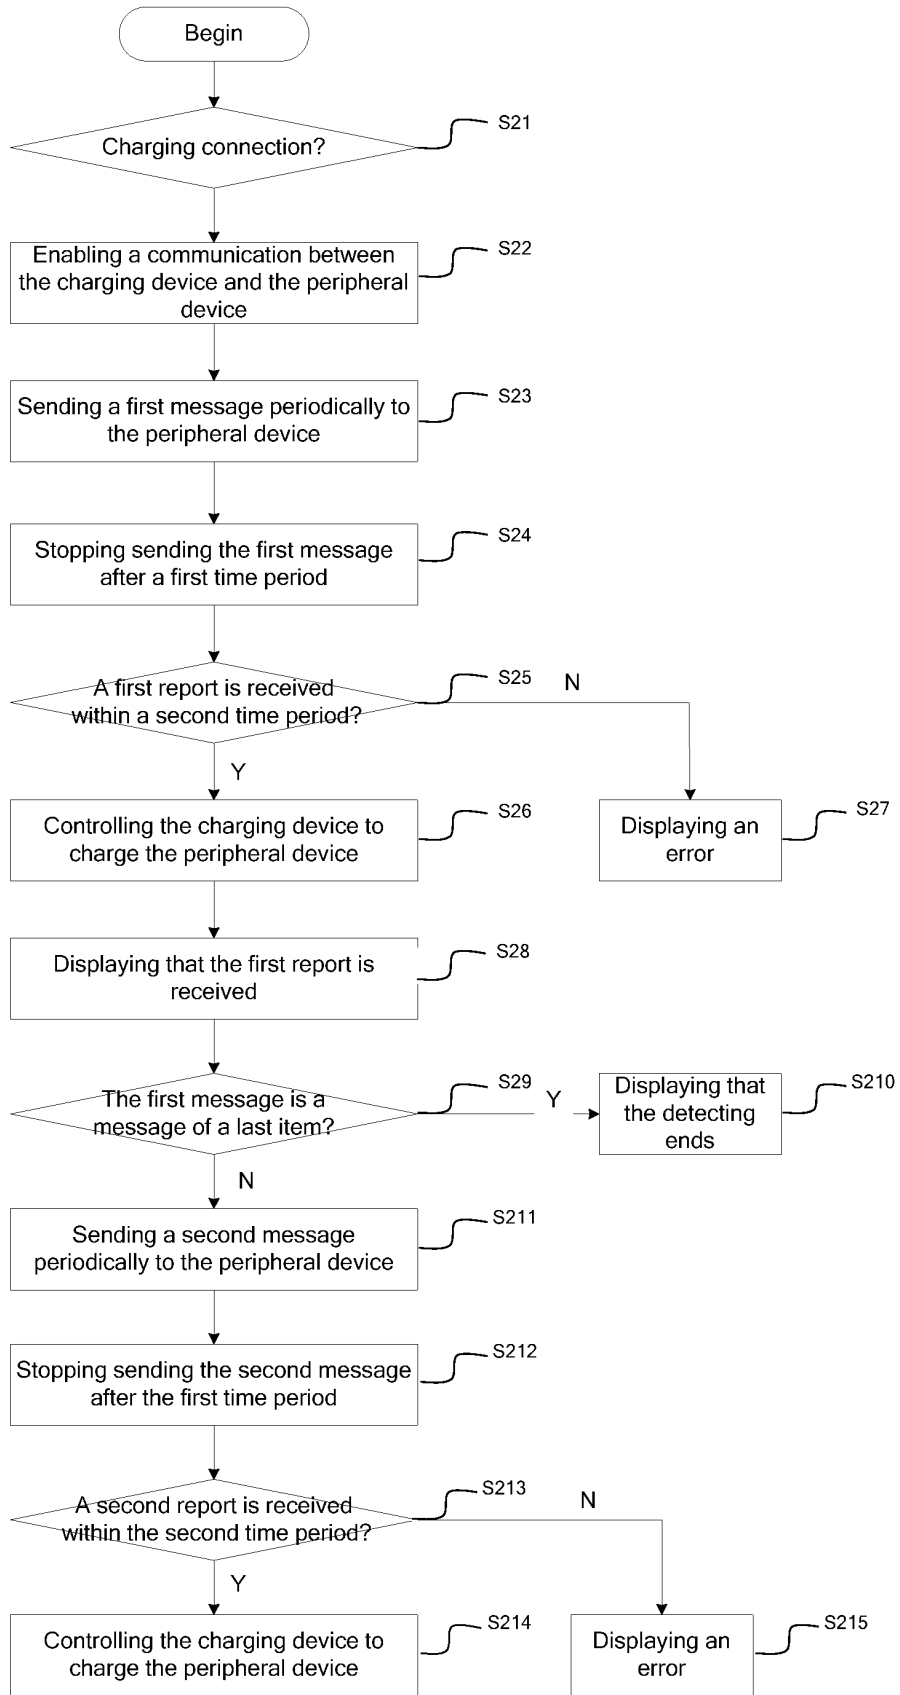 Begin
Charging connection?
S21
Enabling a communication between
the charging device and the peripheral
device
S22
Sending a first message periodically to
the peripheral device
S23
Stopping sending the first message
after a first time period
S24
A first report is received
within a second time period?
S25
N
Y
Controlling the charging device to
charge the peripheral device
S26
Displaying an
error
S27
Displaying that the first report is
received
S28
The first message is a
message of a last item?
S29
Y
Displaying that
the detecting
ends
S210
N
Sending a second message
periodically to the peripheral device
S211
Stopping sending the second message
after the first time period
S212
A second report is received
within the second time period?
S213
N
Y
Controlling the charging device to
charge the peripheral device
S214
Displaying an
error
S215